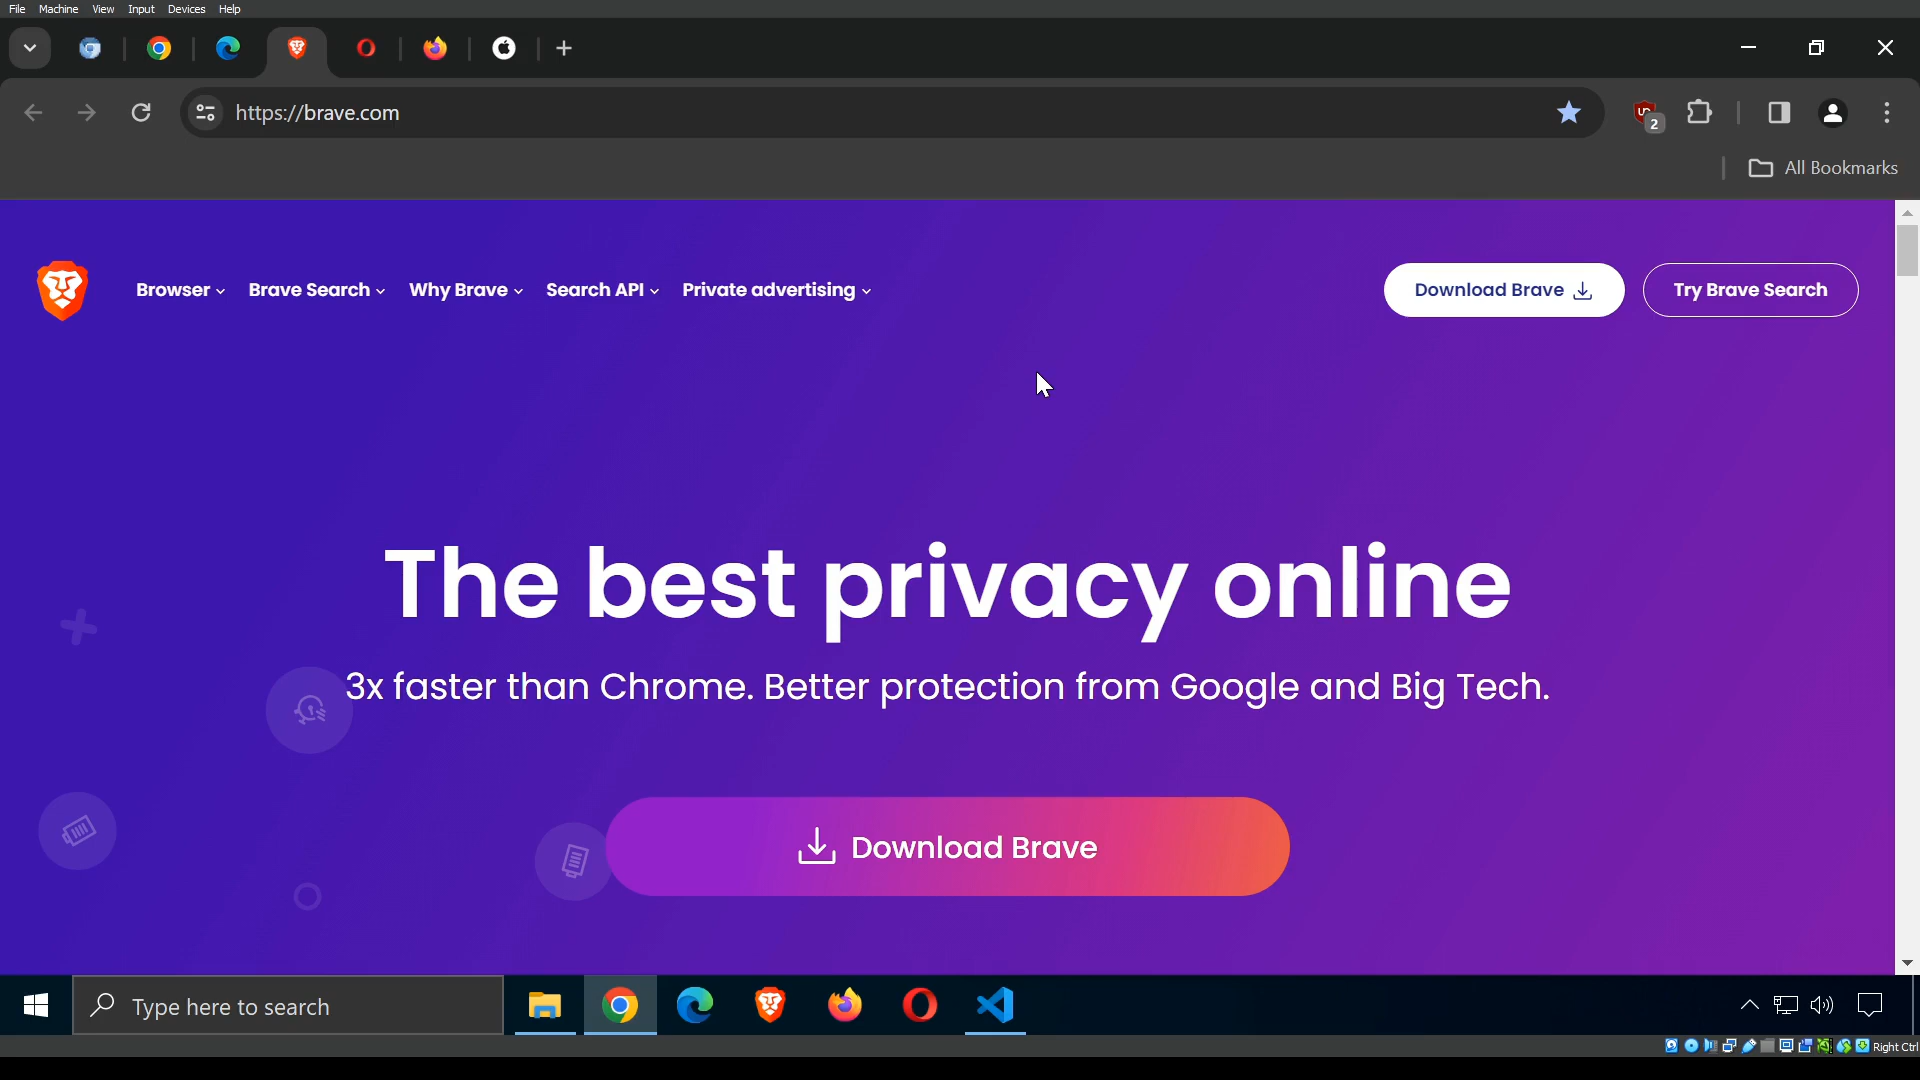 File Machine View Input Devices Help
https://brave.com
2
All Bookmarks
Browser Brave Search Why Brave Search API Private advertising
Download Brave
Try Brave Search
The best privacy online
3x faster than Chrome. Better protection from Google and Big Tech.
Download Brave
Type here to search
Right Ctrl